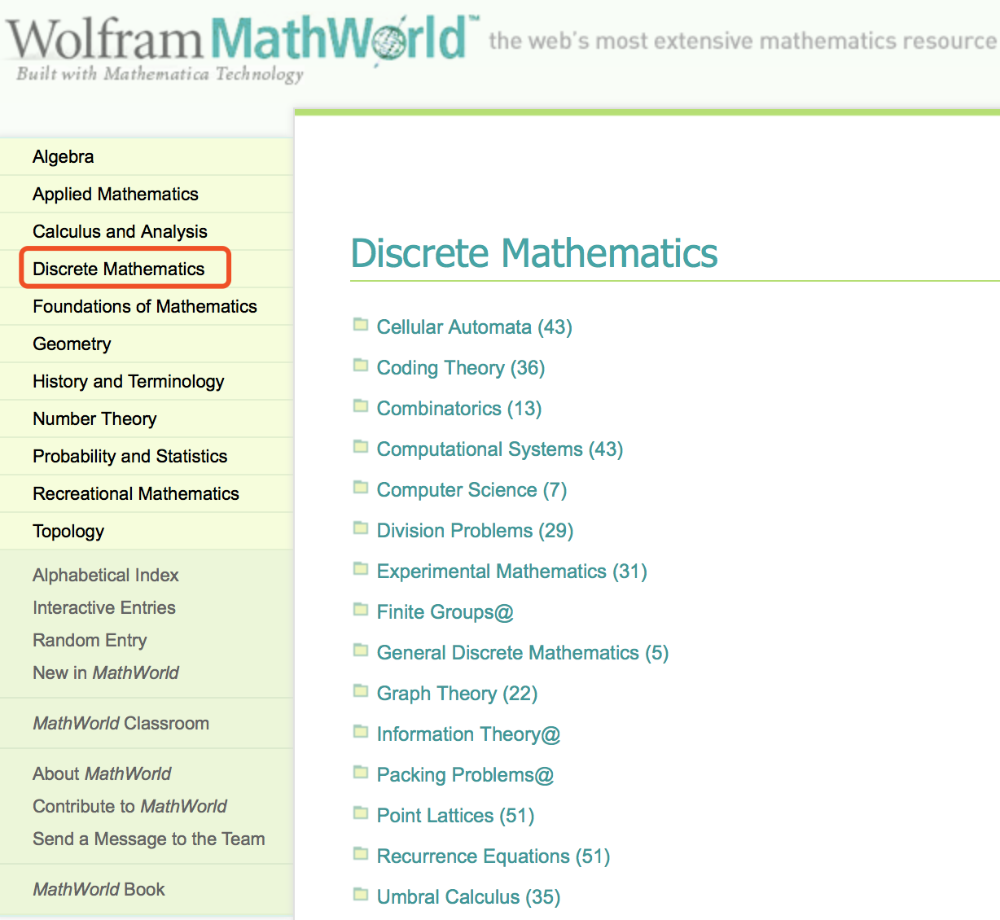 Wolfram MathWorld™ the web's most extensive mathematics resource
Built with Mathematica Technology
Algebra
Applied Mathematics
Calculus and Analysis
Discrete Mathematics
Foundations of Mathematics
Geometry
History and Terminology
Number Theory
Probability and Statistics
Recreational Mathematics
Topology
Alphabetical Index
Interactive Entries
Random Entry
New in MathWorld
MathWorld Classroom
About MathWorld
Contribute to MathWorld
Send a Message to the Team
MathWorld Book
Discrete Mathematics
Cellular Automata (43)
Coding Theory (36)
Combinatorics (13)
Computational Systems (43)
Computer Science (7)
Division Problems (29)
Experimental Mathematics (31)
Finite Groups@
General Discrete Mathematics (5)
Graph Theory (22)
Information Theory@
Packing Problems@
Point Lattices (51)
Recurrence Equations (51)
Umbral Calculus (35)